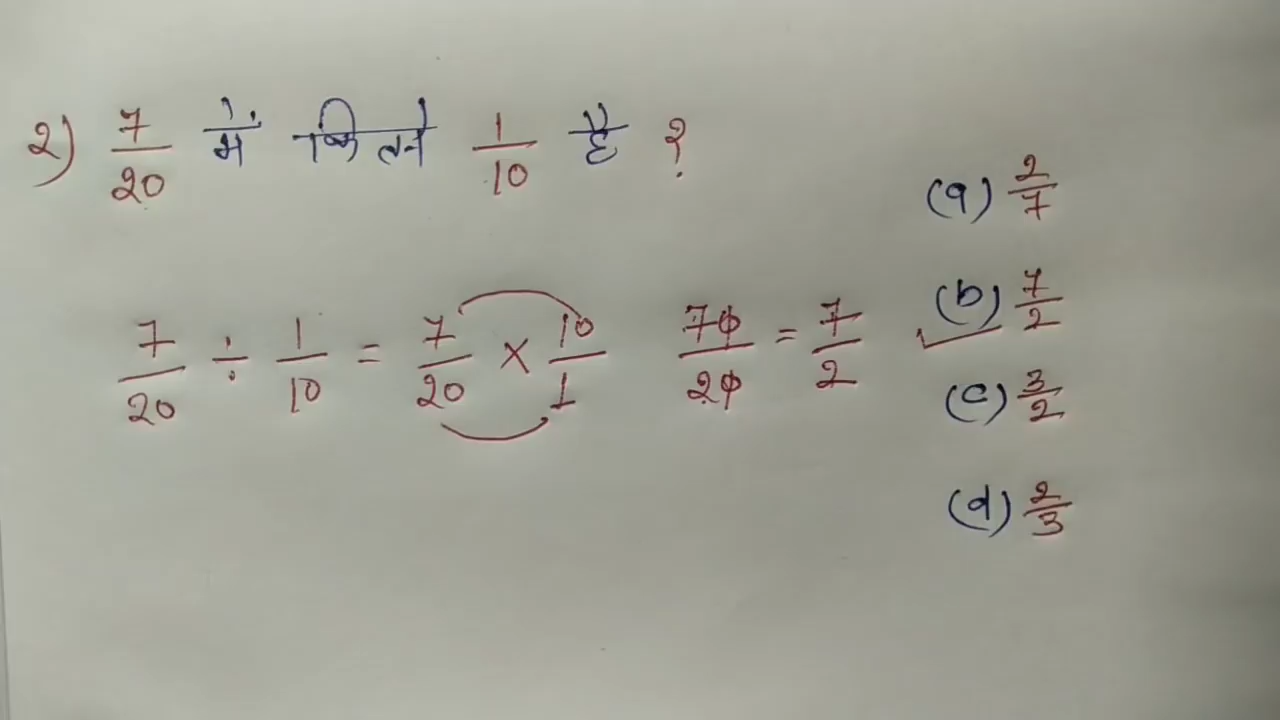 2) 7/20 में कितने 1/10 है ?
(a) 2/7
(b) 7/2
7/20 ÷ 1/10 = 7/20 × 10/1 70/20 = 7/2
(c) 3/2
(d) 2/3